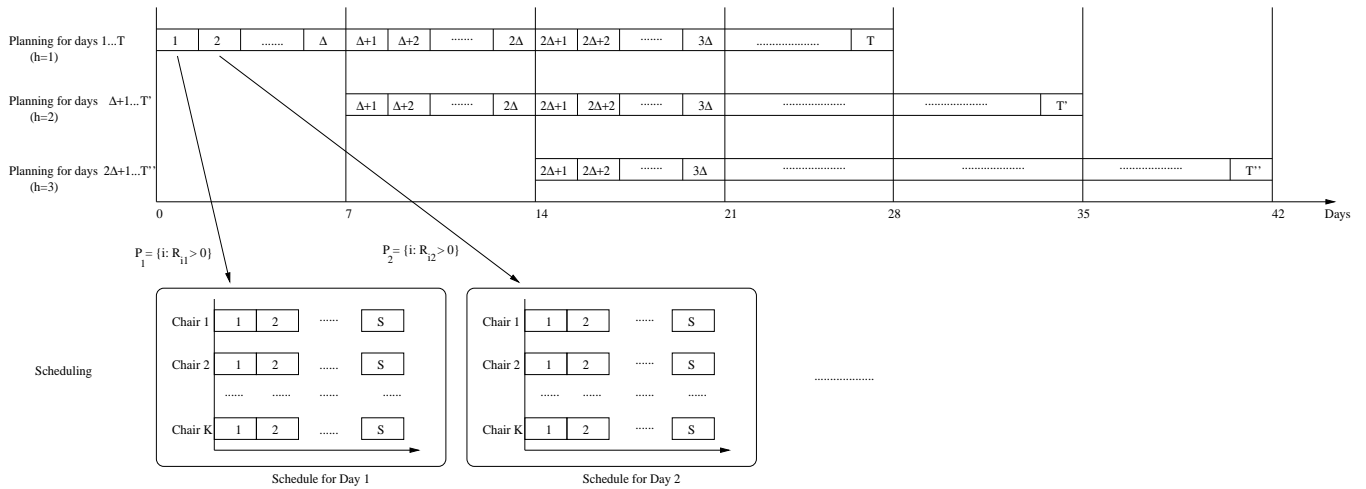 Planning for days 1...T 1 2 ....... Δ Δ+1 Δ+2 ....... 2Δ 2Δ+1 2Δ+2 ....... 3Δ ..................... T
(h=1)
Planning for days Δ+1...T' Δ+1 Δ+2 ....... 2Δ 2Δ+1 2Δ+2 ....... 3Δ ..................... ..................... T'
(h=2)
Planning for days 2Δ+1...T'' 2Δ+1 2Δ+2 ....... 3Δ ..................... ..................... ..................... T''
(h=3)
0 7 14 21 28 35 42 Days
P1 = {i: Ri1 > 0} P2 = {i: Ri2 > 0}
Chair 1 1 2 ...... S Chair 1 1 2 ...... S
Chair 2 1 2 ...... S Chair 2 1 2 ...... S
Scheduling ...................
...... ...... ...... ...... ...... ...... ...... ......
Chair K 1 2 ...... S Chair K 1 2 ...... S
Schedule for Day 1 Schedule for Day 2